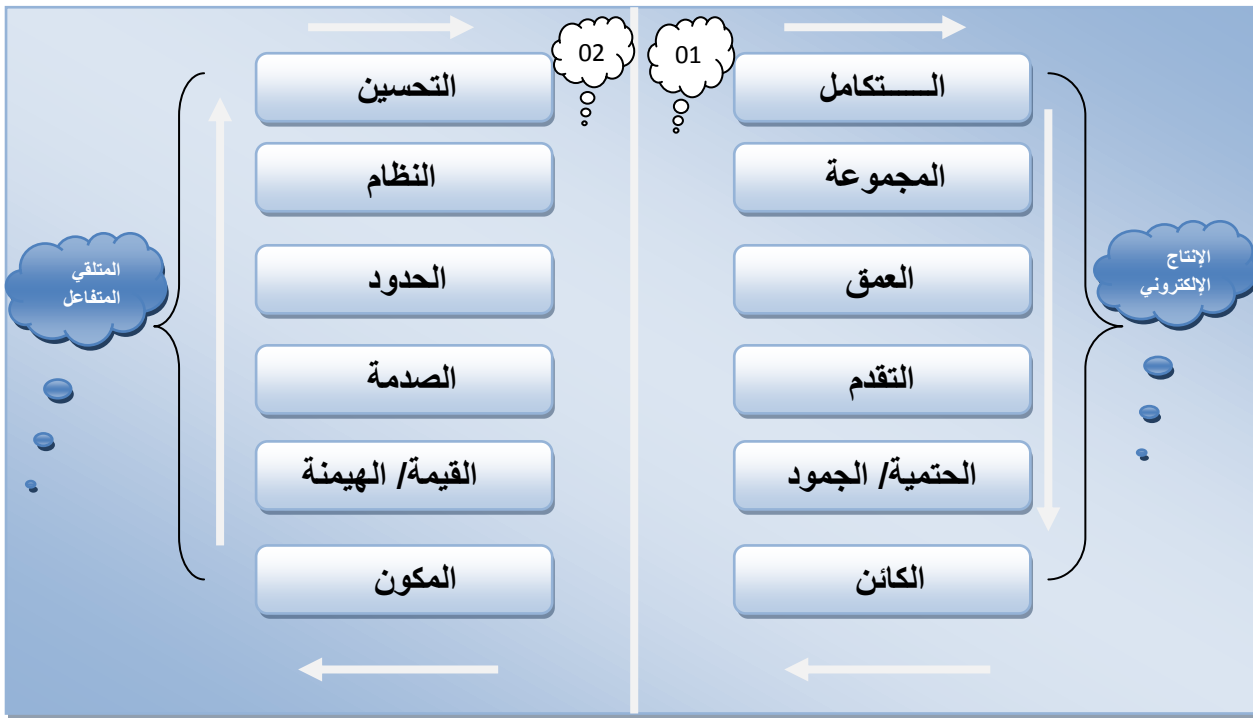 01
التكامل
المجموعة
العمق
التقدم
الحتمية/ الجمود
الكائن
الإنتاج
الإلكتروني
02
التحسين
النظام
الحدود
الصدمة
القيمة/ الهيمنة
المكون
المتلقي
المتفاعل